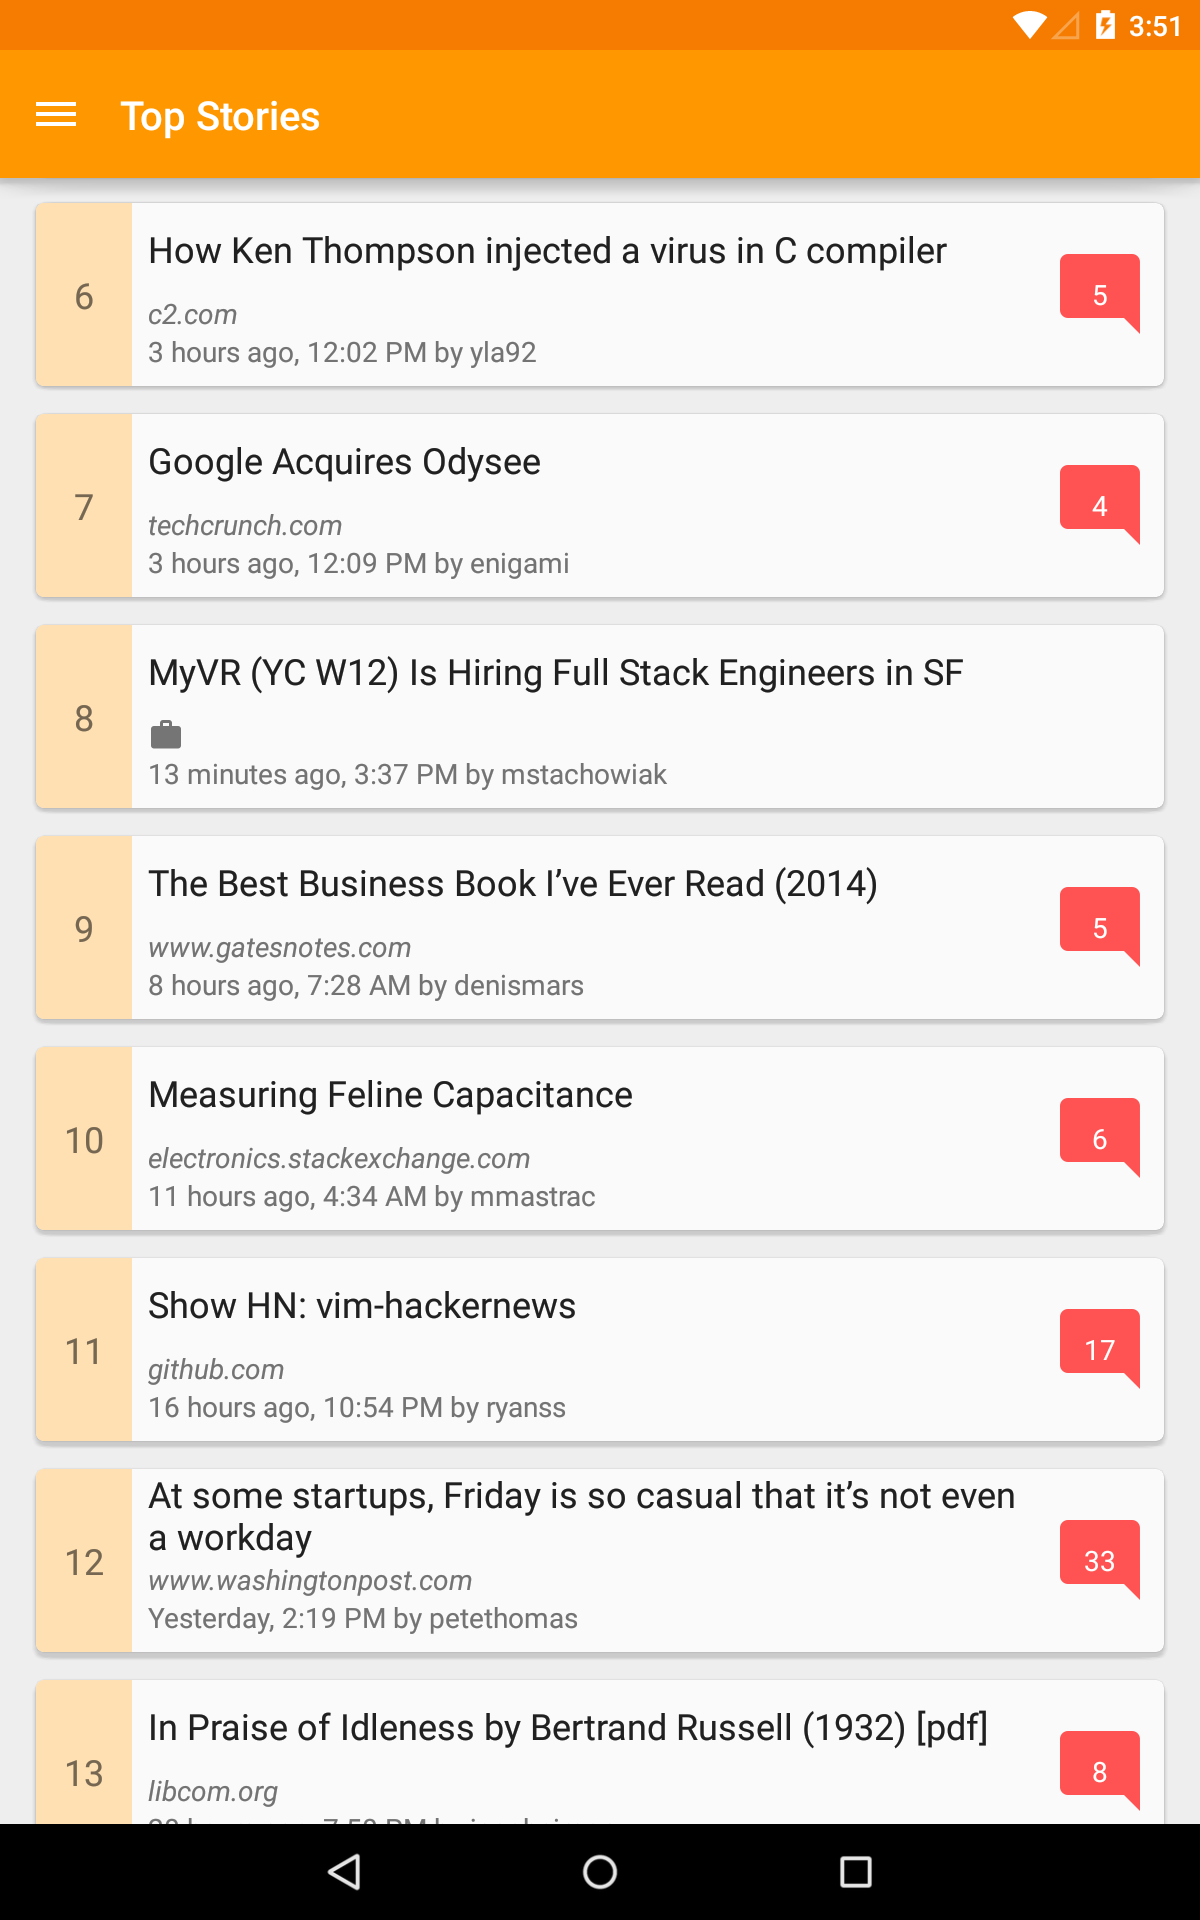 3:51
Top Stories
6
How Ken Thompson injected a virus in C compiler
c2.com
3 hours ago, 12:02 PM by yla92
5
7
Google Acquires Odysee
techcrunch.com
3 hours ago, 12:09 PM by enigami
4
8
MyVR (YC W12) Is Hiring Full Stack Engineers in SF
13 minutes ago, 3:37 PM by mstachowiak
9
The Best Business Book I’ve Ever Read (2014)
www.gatesnotes.com
8 hours ago, 7:28 AM by denismars
5
10
Measuring Feline Capacitance
electronics.stackexchange.com
11 hours ago, 4:34 AM by mmastrac
6
11
Show HN: vim-hackernews
github.com
16 hours ago, 10:54 PM by ryanss
17
12
At some startups, Friday is so casual that it’s not even
a workday
www.washingtonpost.com
Yesterday, 2:19 PM by petethomas
33
13
In Praise of Idleness by Bertrand Russell (1932) [pdf]
libcom.org
8